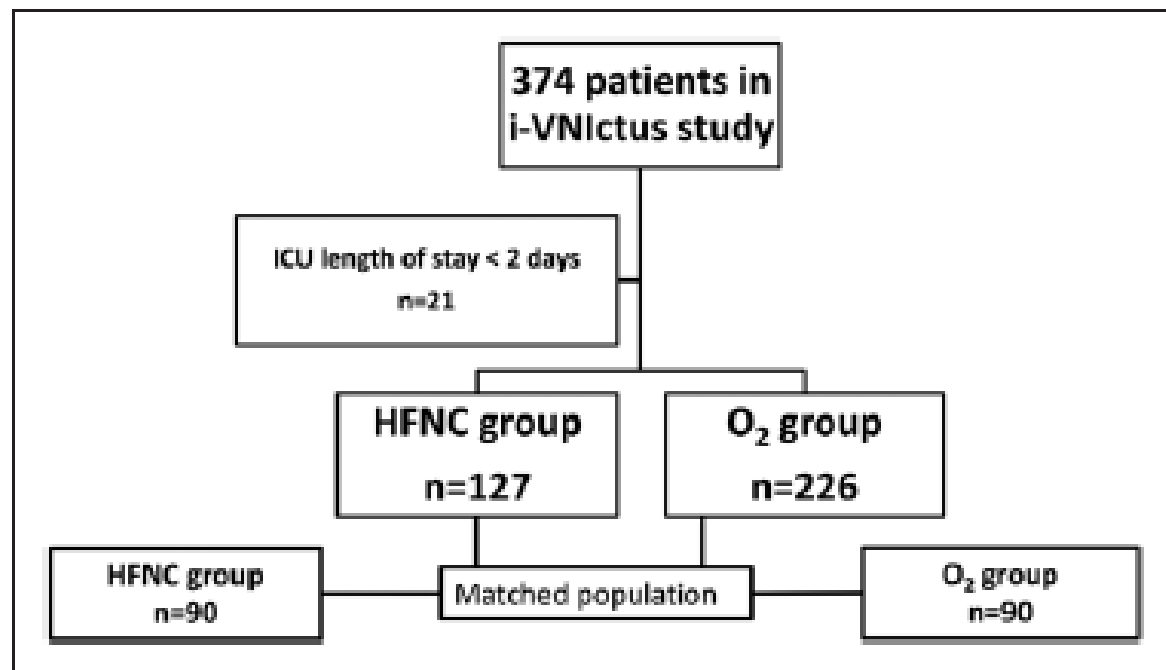 374 patients in
i-VNIctus study
ICU length of stay < 2 days
n=21
HFNC group
n=127
O₂ group
n=226
HFNC group
n=90
Matched population
O₂ group
n=90